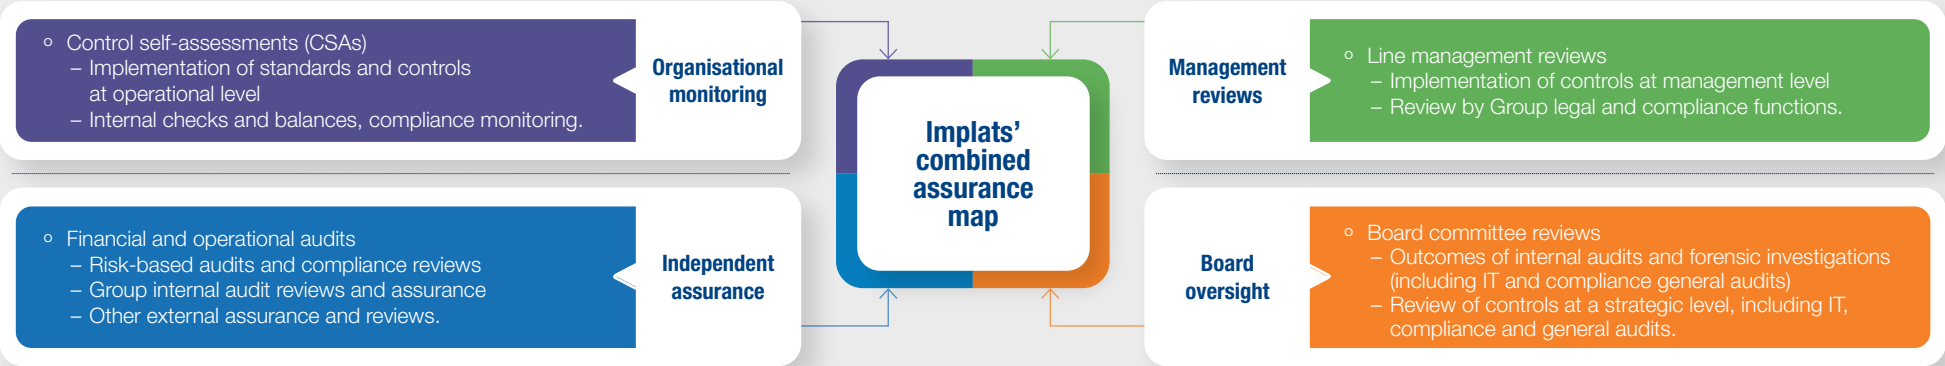 ○ Control self-assessments (CSAs)
– Implementation of standards and controls
at operational level
– Internal checks and balances, compliance monitoring.
Organisational
monitoring
Implats’
combined
assurance
map
Management
reviews
○ Line management reviews
– Implementation of controls at management level
– Review by Group legal and compliance functions.
○ Financial and operational audits
– Risk-based audits and compliance reviews
– Group internal audit reviews and assurance
– Other external assurance and reviews.
Independent
assurance
Board
oversight
○ Board committee reviews
– Outcomes of internal audits and forensic investigations
(including IT and compliance general audits)
– Review of controls at a strategic level, including IT,
compliance and general audits.